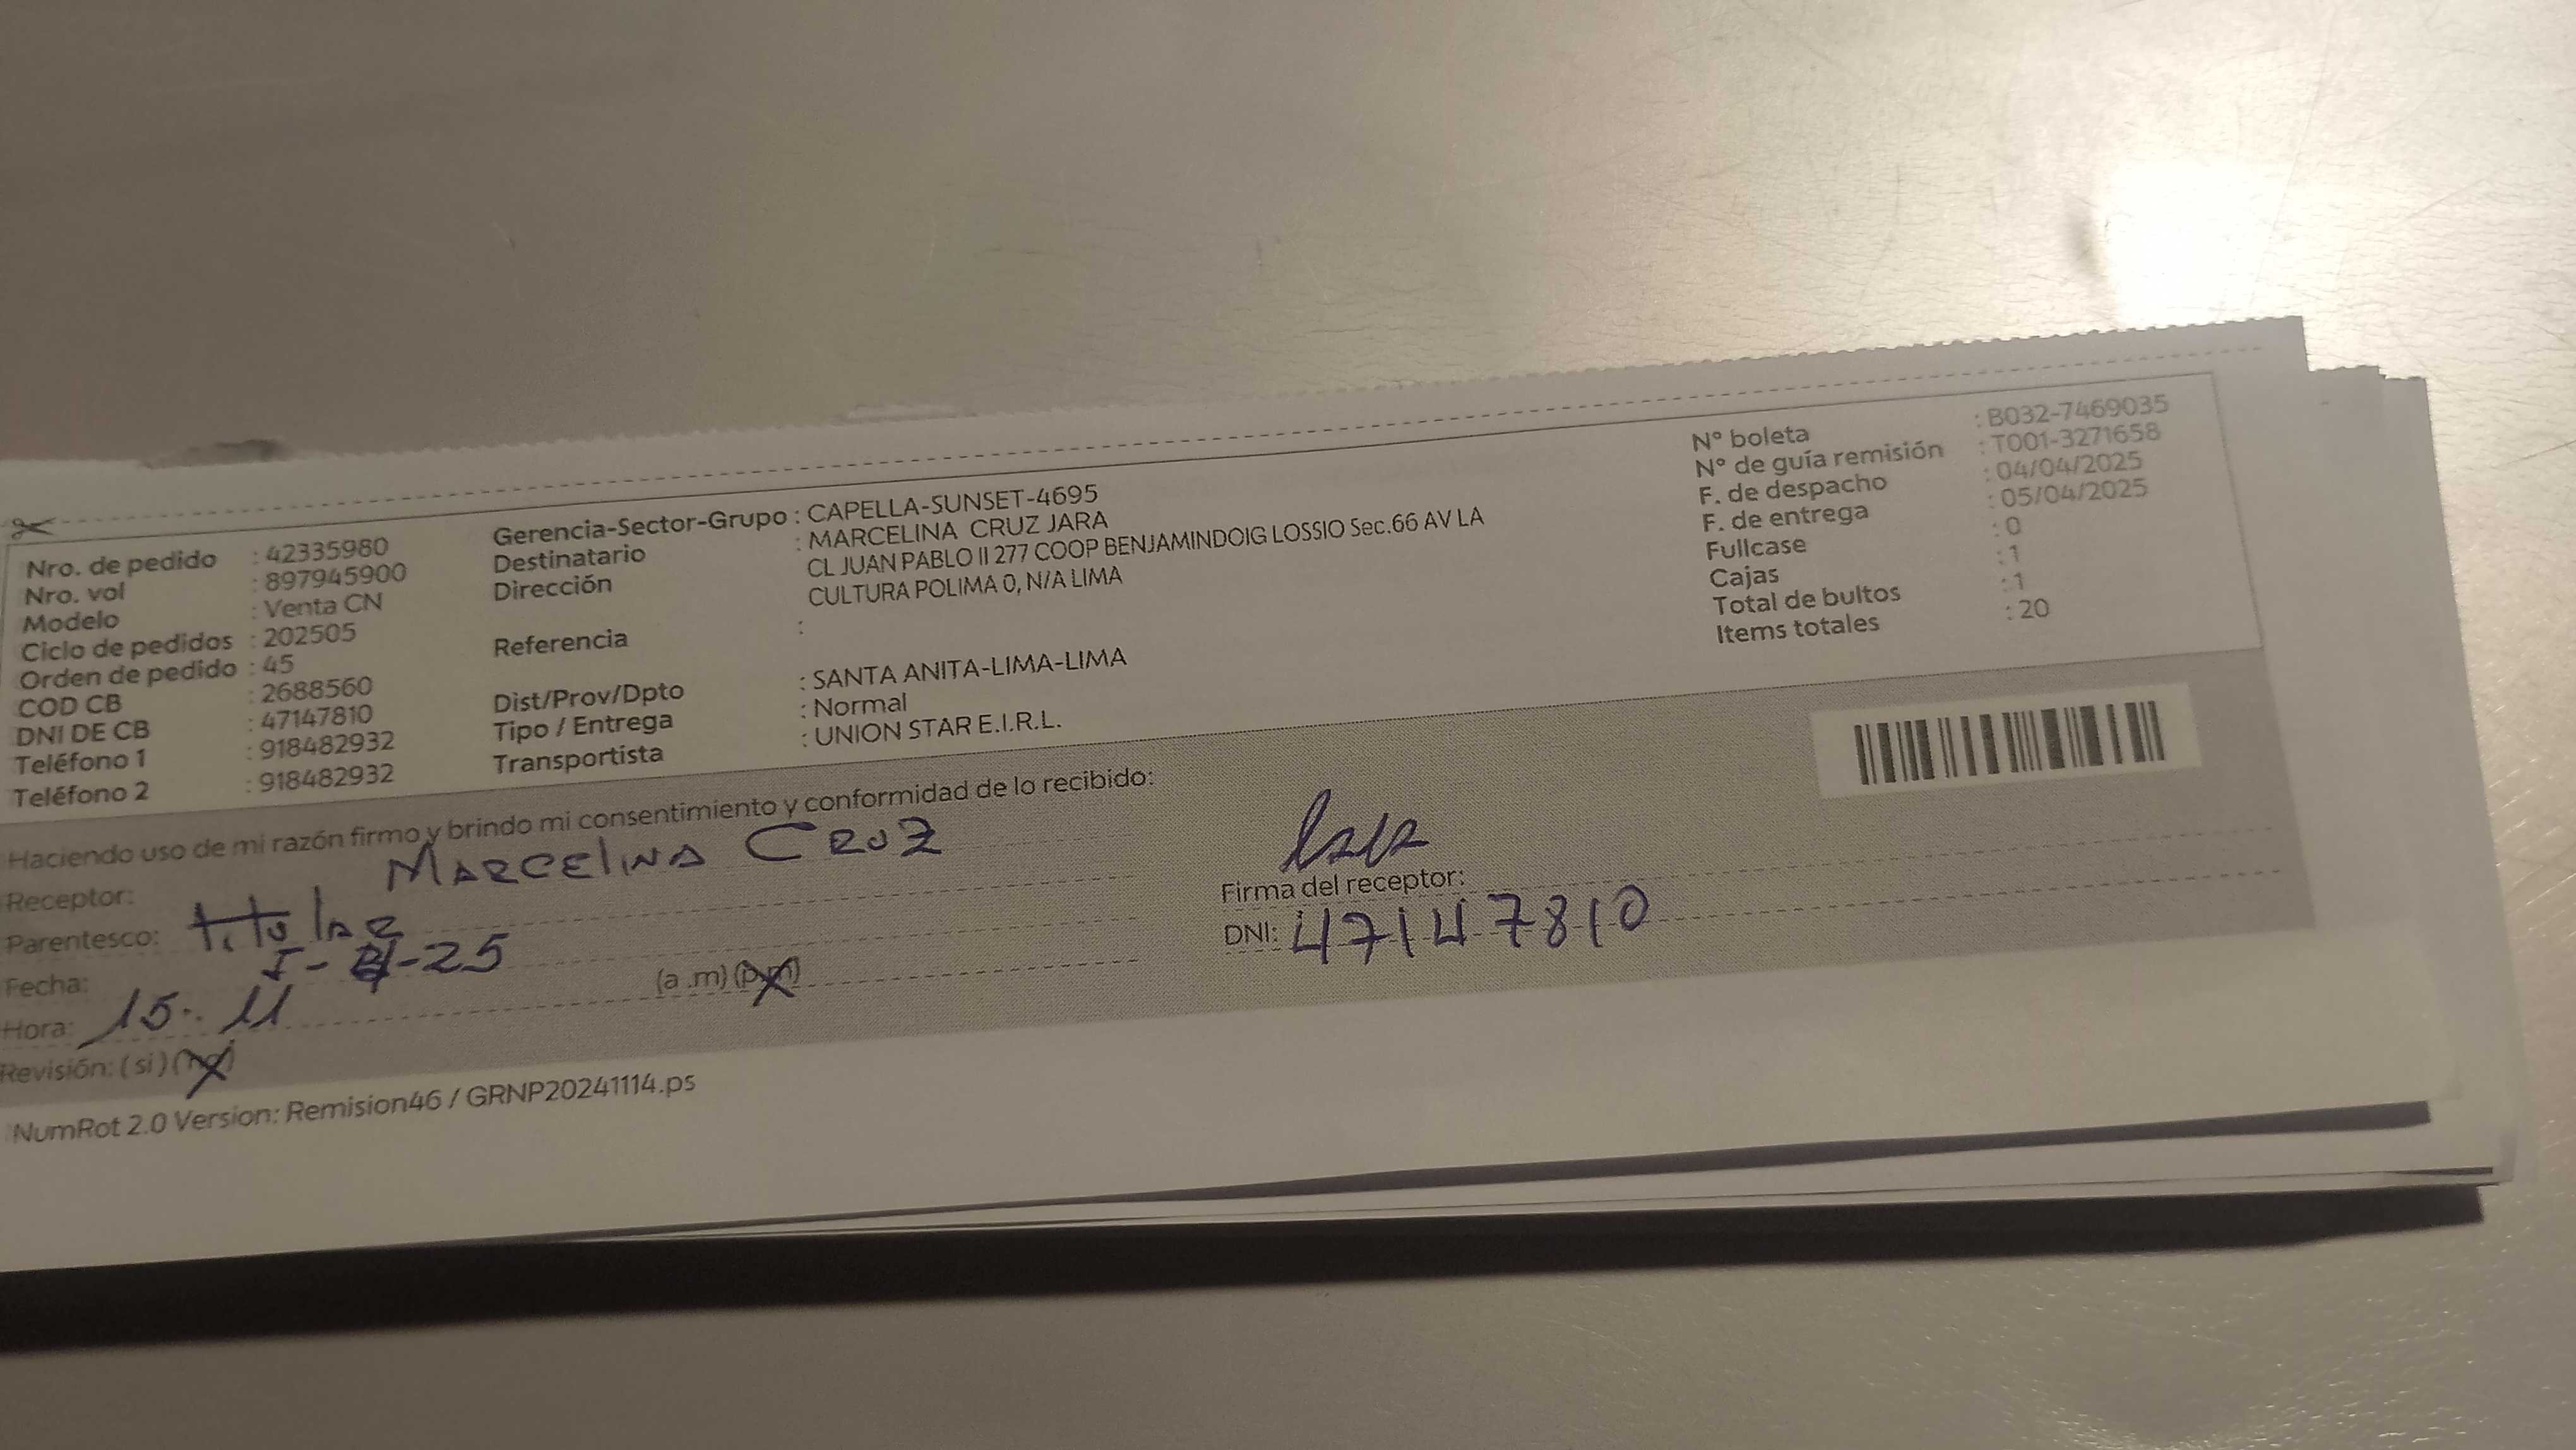 Nro. de pedido : 42335980
Nro. vol : 897945900
Modelo : Venta CN
Ciclo de pedidos : 202505
Orden de pedido : 45
COD CB : 2688560
DNI DE CB : 47147810
Teléfono 1 : 918482932
Teléfono 2 : 918482932
Gerencia-Sector-Grupo : CAPELLA-SUNSET-4695
Destinatario : MARCELINA CRUZ JARA
Dirección CL JUAN PABLO II 277 COOP BENJAMINDOIG LOSSIO Sec.66 AV LA
CULTURA POLIMA 0, N/A LIMA
Referencia :
Dist/Prov/Dpto : SANTA ANITA-LIMA-LIMA
Tipo / Entrega : Normal
Transportista : UNION STAR E.I.R.L.
N° boleta : B032-7469035
N° de guía remisión : T001-3271658
F. de despacho : 04/04/2025
F. de entrega : 05/04/2025
Fullcase : 0
Cajas : 1
Total de bultos : 1
Items totales : 20
Haciendo uso de mi razón firmo y brindo mi consentimiento y conformidad de lo recibido:
Receptor: MARCELINA CRUZ
Parentesco: titular
Fecha: -25
Hora: 15:11 (a .m) (p.m)
Revisión: ( si ) (no)
Firma del receptor:
DNI: 47147810
NumRot 2.0 Version: Remision46 / GRNP20241114.ps